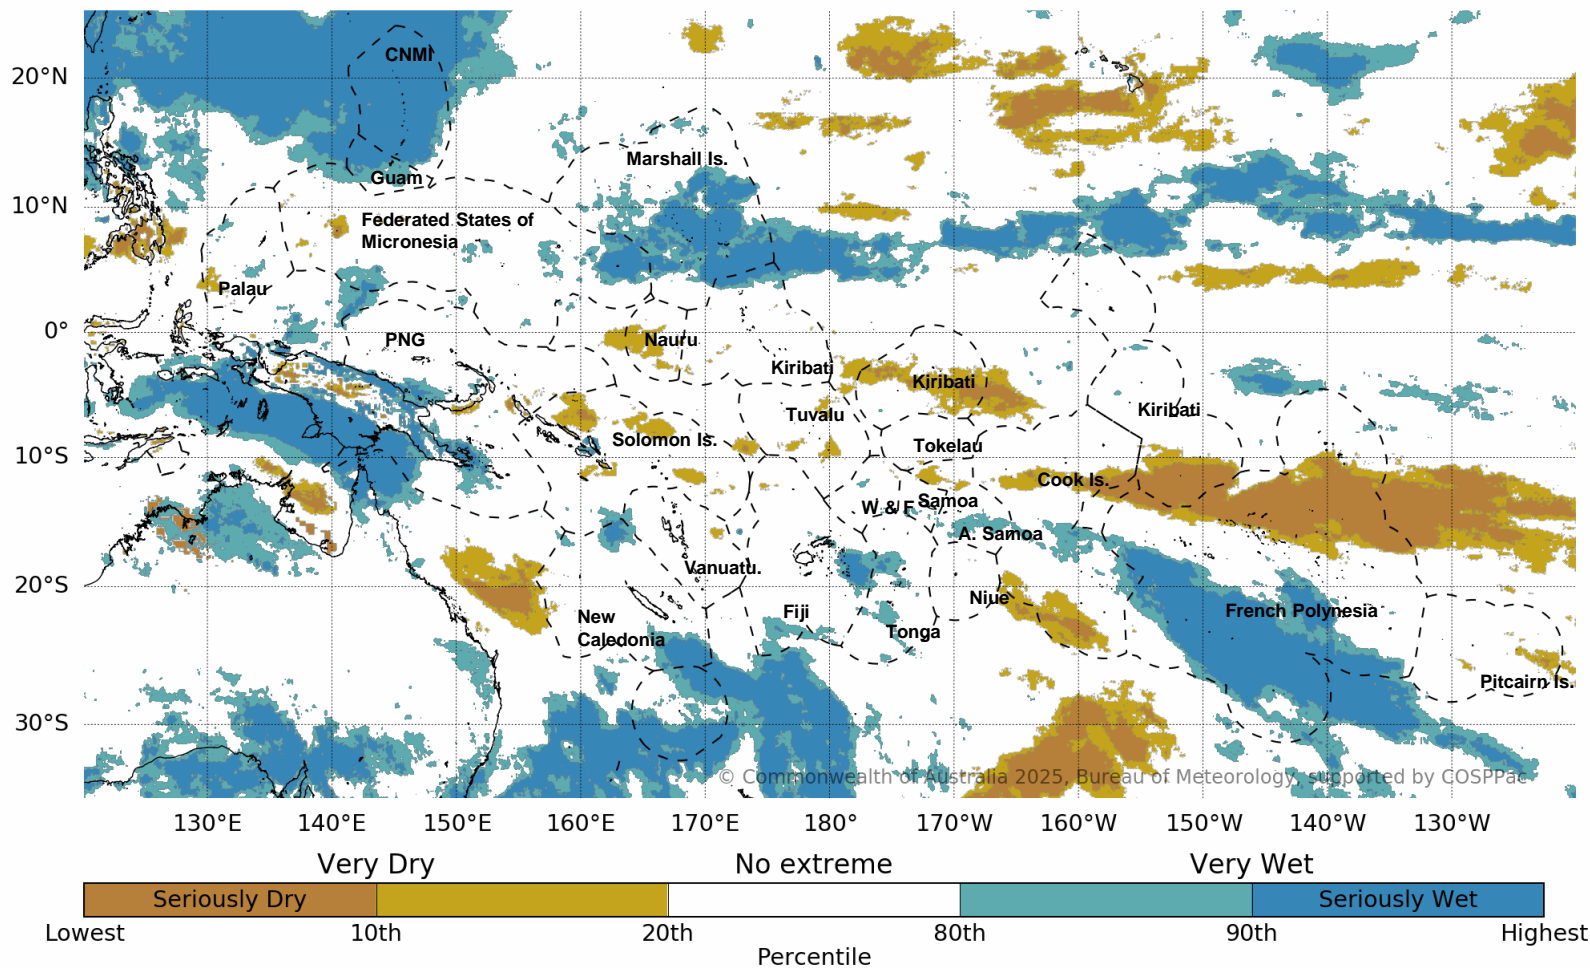 20°N
10°N
0°
10°S
20°S
30°S
CNMI
Guam
Marshall Is.
Federated States of
Micronesia
Palau
PNG
Nauru
Kiribati
Kiribati
Kiribati
Tuvalu
Solomon Is.
Tokelau
Cook Is.
W & F
Samoa
A. Samoa
Vanuatu.
Niue
New
Caledonia
Fiji
Tonga
French Polynesia
Pitcairn Is.
© Commonwealth of Australia 2025, Bureau of Meteorology, supported by COSPPac
130°E 140°E 150°E 160°E 170°E 180° 170°W 160°W 150°W 140°W 130°W
Very Dry No extreme Very Wet
Seriously Dry Seriously Wet
Lowest 10th 20th 80th 90th Highest
Percentile